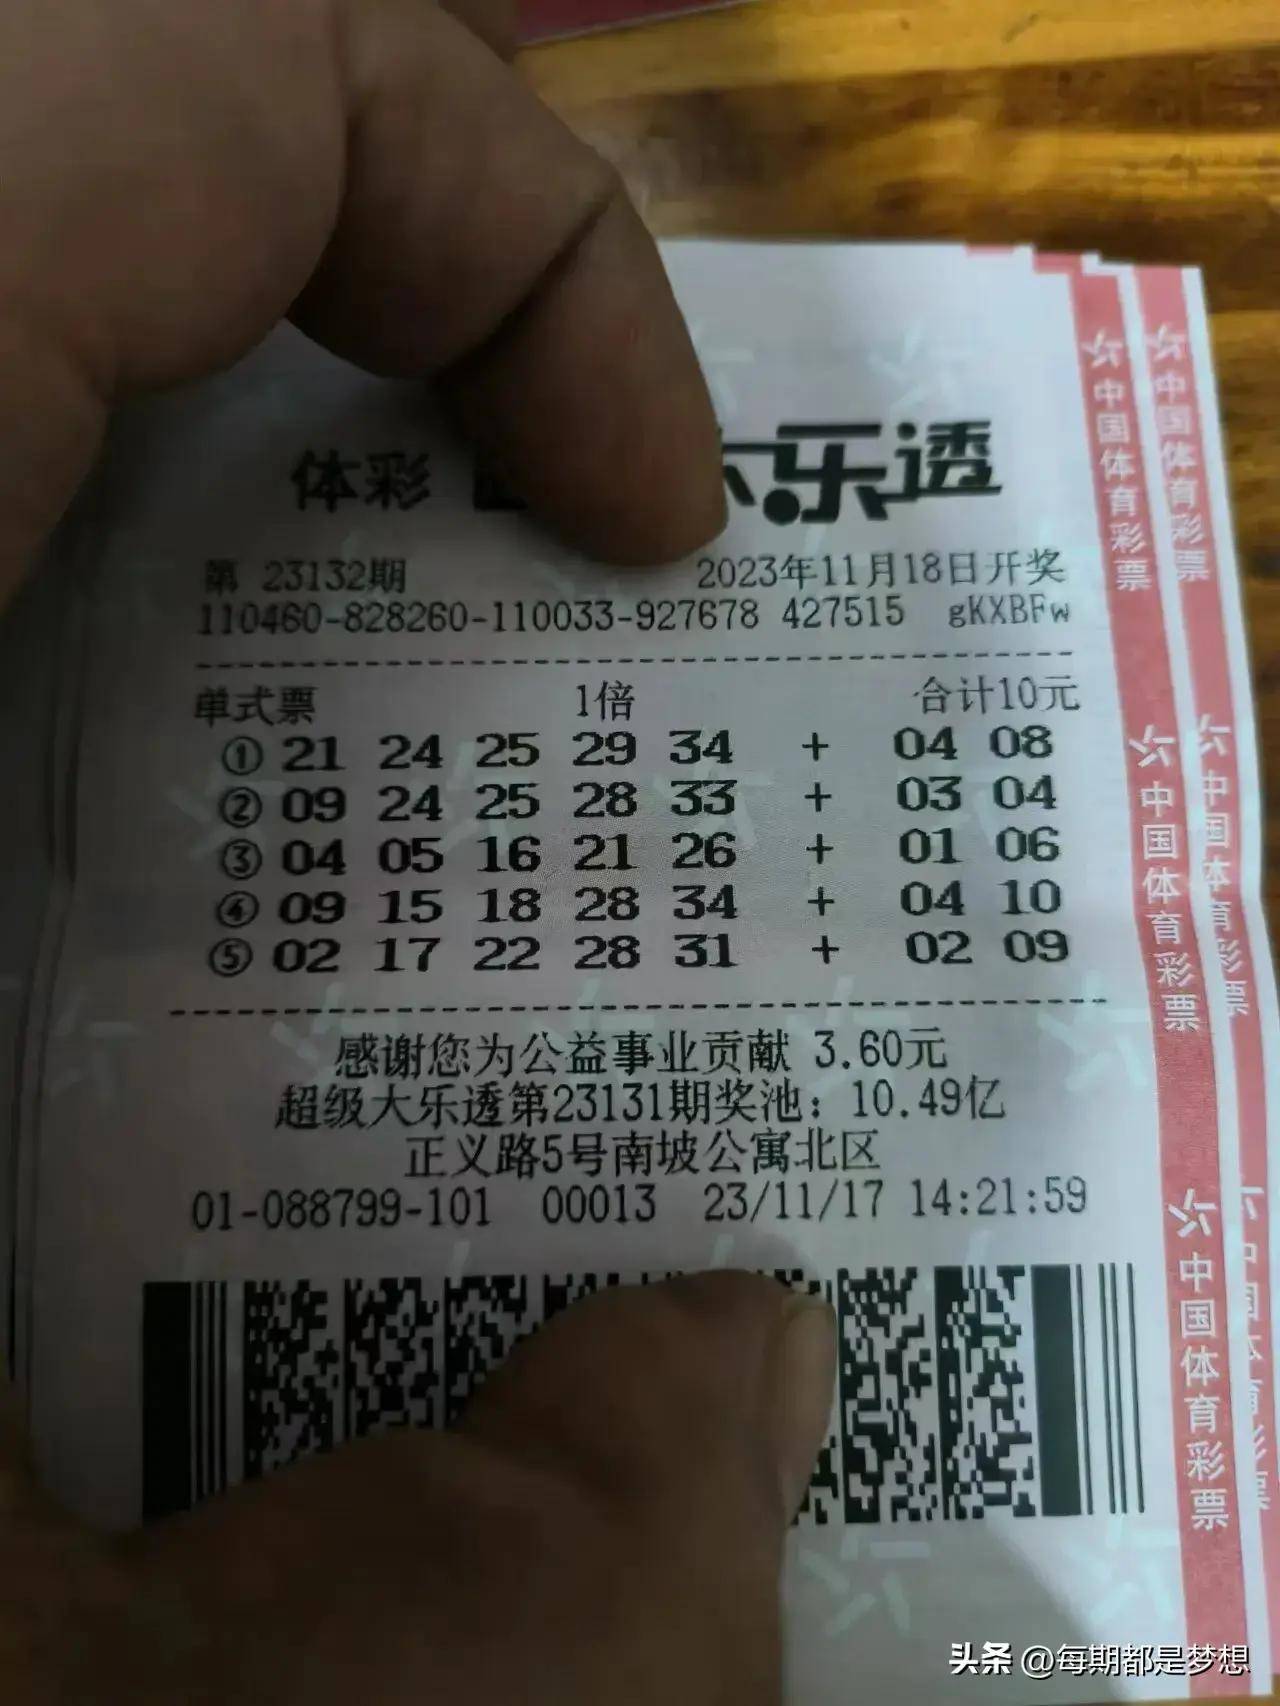 体彩 乐透
第 23132期 2023年11月18日开奖
110460-828260-110033-927678 427515 gKXBFw
单式票 1倍 合计10元
① 21 24 25 29 34 + 04 08
② 09 24 25 28 33 + 03 04
③ 04 05 16 21 26 + 01 06
④ 09 15 18 28 34 + 04 10
⑤ 02 17 22 28 31 + 02 09
感谢您为公益事业贡献 3.60元
超级大乐透第23131期奖池: 10.49亿
正义路5号南坡公寓北区
01-088799-101 00013 23/11/17 14:21:59
中国体育彩票
中国体育彩票
中国体育彩票
中国体育彩票
中国体育彩票
头条 @每期都是梦想